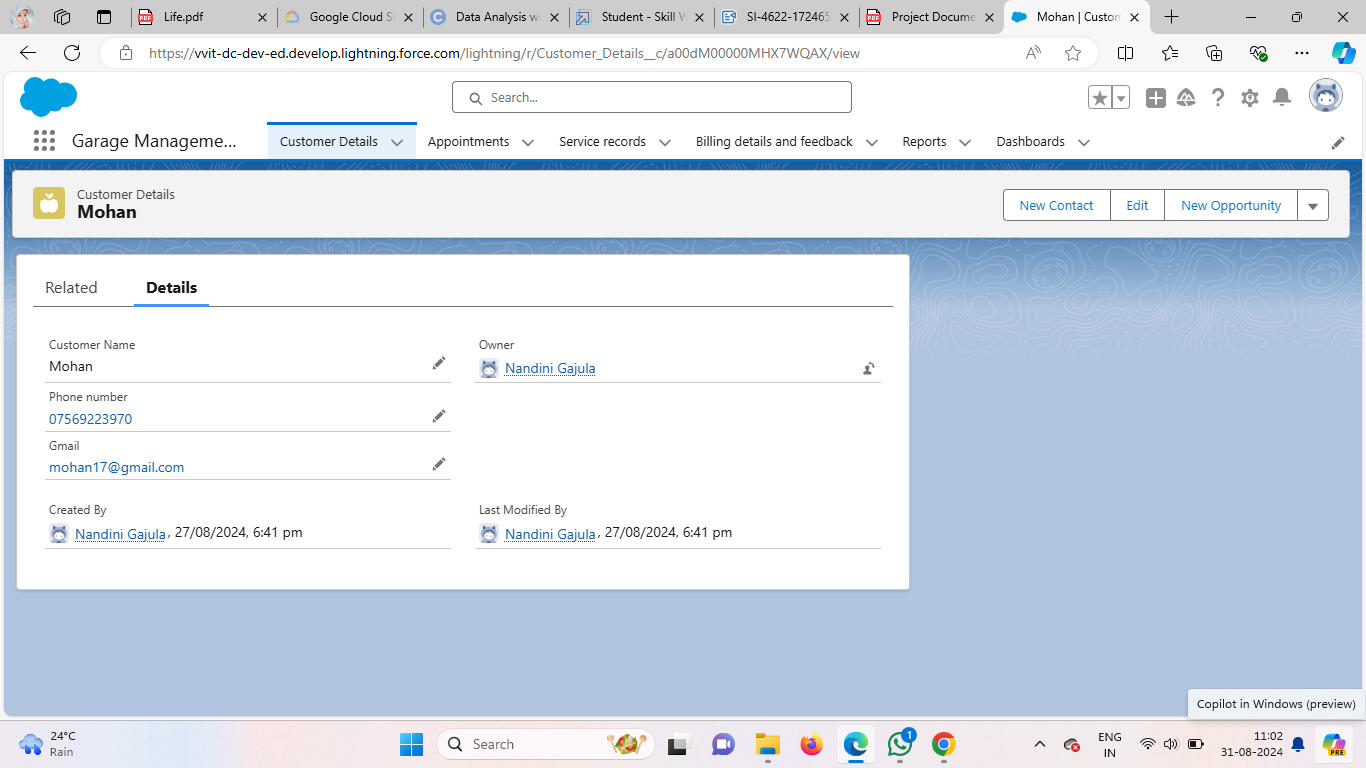 Life.pdf
Google Cloud S
Data Analysis wi
Student - Skill W
SI-4622-172465
Project Docume
Mohan | Custom
https://vvit-dc-dev-ed.develop.lightning.force.com/lightning/r/Customer_Details__c/a00dM00000MHX7WQAX/view
Search...
Garage Manageme...
Customer Details
Appointments
Service records
Billing details and feedback
Reports
Dashboards
Customer Details
Mohan
New Contact
Edit
New Opportunity
Related
Details
Customer Name
Mohan
Owner
Nandini Gajula
Phone number
07569223970
Gmail
mohan17@gmail.com
Created By
Nandini Gajula, 27/08/2024, 6:41 pm
Last Modified By
Nandini Gajula, 27/08/2024, 6:41 pm
Copilot in Windows (preview)
24°C
Rain
Search
1
ENG
IN
11:02
31-08-2024
PRE